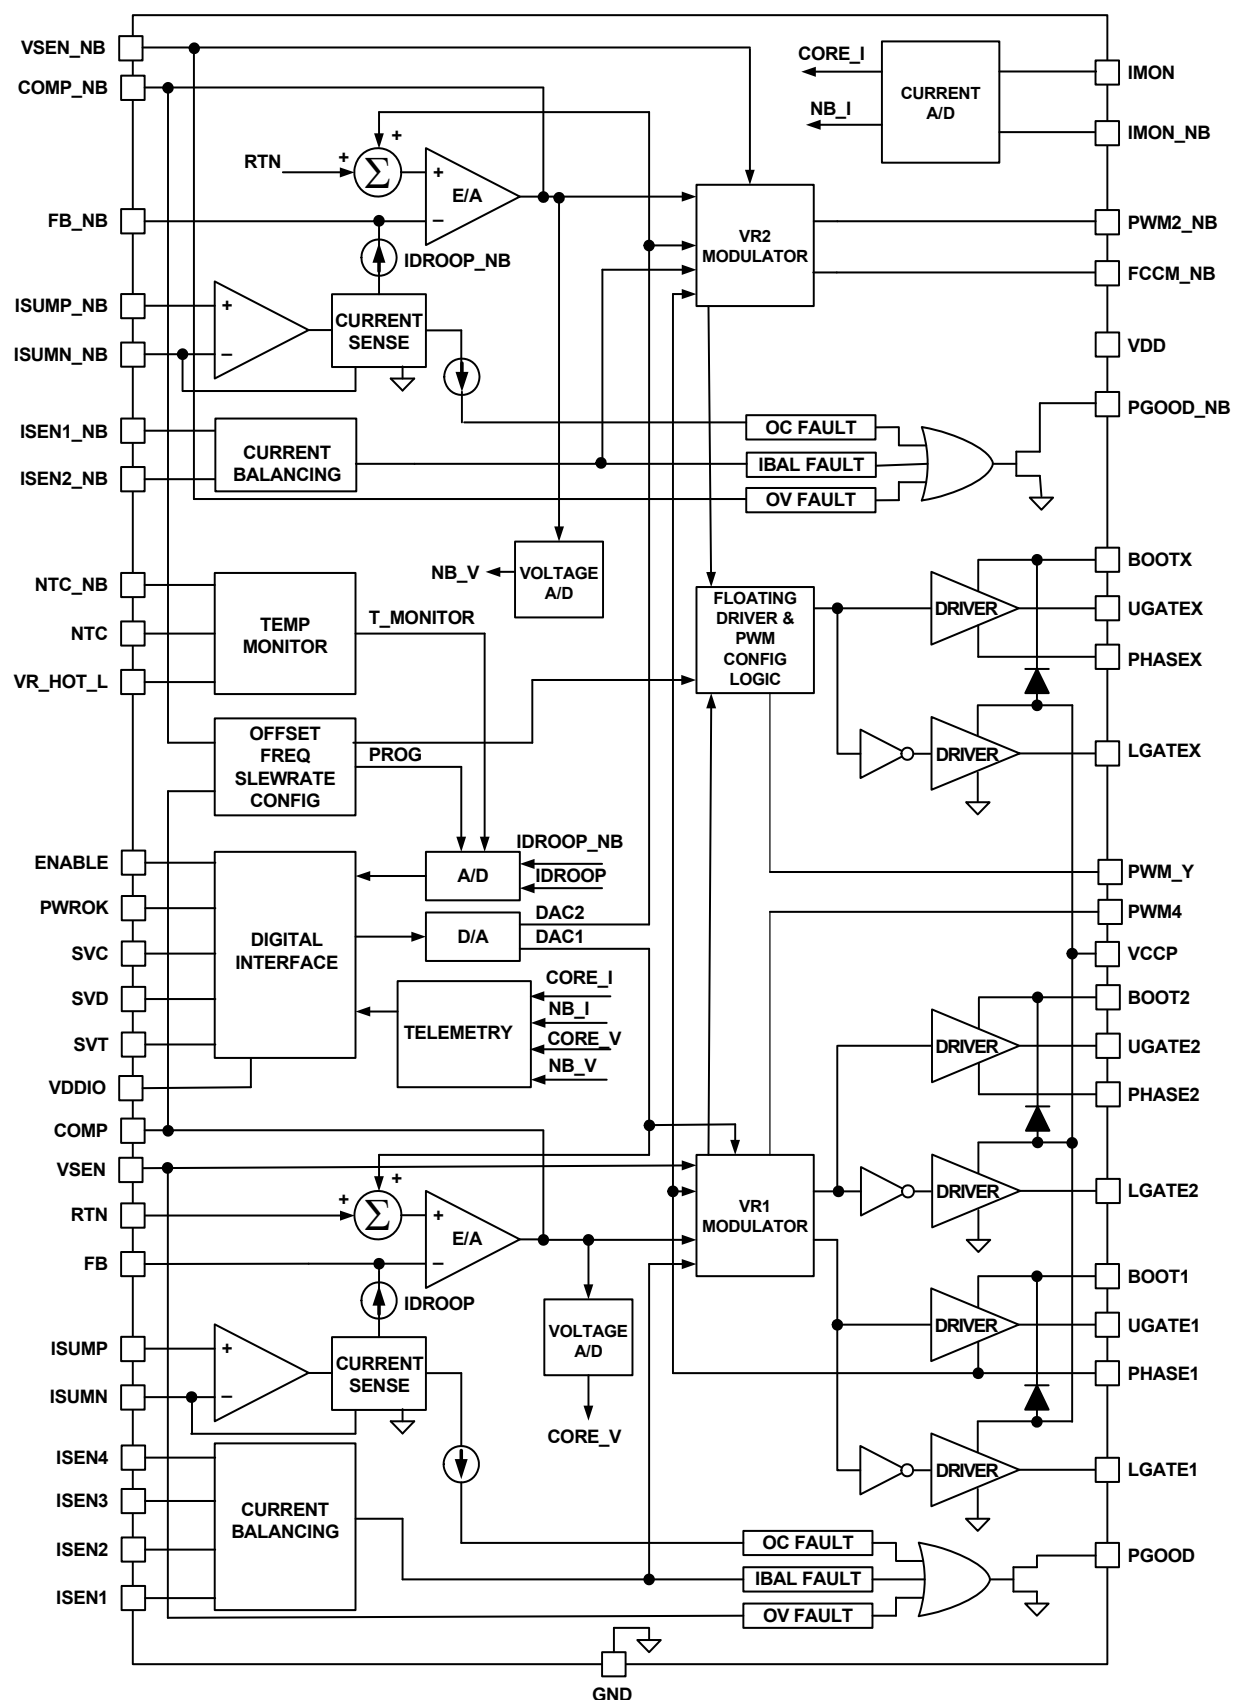 VSEN_NB
COMP_NB
CORE_I
NB_I
CURRENT
A/D
IMON
IMON_NB
RTN
+
+
Σ
+
E/A
−
FB_NB
IDROOP_NB
VR2
MODULATOR
PWM2_NB
FCCM_NB
ISUMP_NB
+
ISUMN_NB
−
CURRENT
SENSE
VDD
PGOOD_NB
ISEN1_NB
ISEN2_NB
CURRENT
BALANCING
OC FAULT
IBAL FAULT
OV FAULT
NB_V
VOLTAGE
A/D
NTC_NB
NTC
VR_HOT_L
TEMP
MONITOR
T_MONITOR
FLOATING
DRIVER &
PWM
CONFIG
LOGIC
DRIVER
BOOTX
UGATEX
PHASEX
OFFSET
FREQ
SLEWRATE
CONFIG
PROG
DRIVER
LGATEX
ENABLE
PWROK
SVC
SVD
SVT
VDDIO
DIGITAL
INTERFACE
A/D
IDROOP_NB
IDROOP
D/A
DAC2
DAC1
TELEMETRY
CORE_I
NB_I
CORE_V
NB_V
PWM_Y
PWM4
VCCP
BOOT2
DRIVER
UGATE2
PHASE2
COMP
VSEN
RTN
FB
+
+
Σ
+
E/A
−
IDROOP
VR1
MODULATOR
DRIVER
LGATE2
BOOT1
DRIVER
UGATE1
PHASE1
ISUMP
+
ISUMN
−
CURRENT
SENSE
VOLTAGE
A/D
CORE_V
DRIVER
LGATE1
ISEN4
ISEN3
ISEN2
ISEN1
CURRENT
BALANCING
OC FAULT
IBAL FAULT
OV FAULT
PGOOD
GND